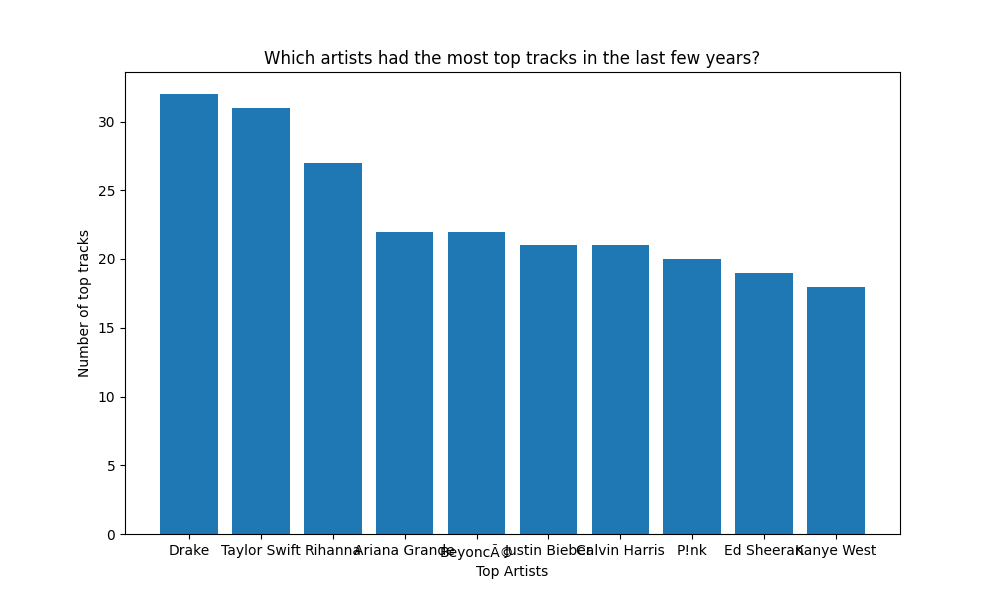 Which artists had the most top tracks in the last few years?
Number of top tracks
30
25
20
15
10
5
0
Drake Taylor Swift Rihanna Ariana Grande BeyoncÃ© Justin Bieber Calvin Harris P!nk Ed Sheeran Kanye West
Top Artists